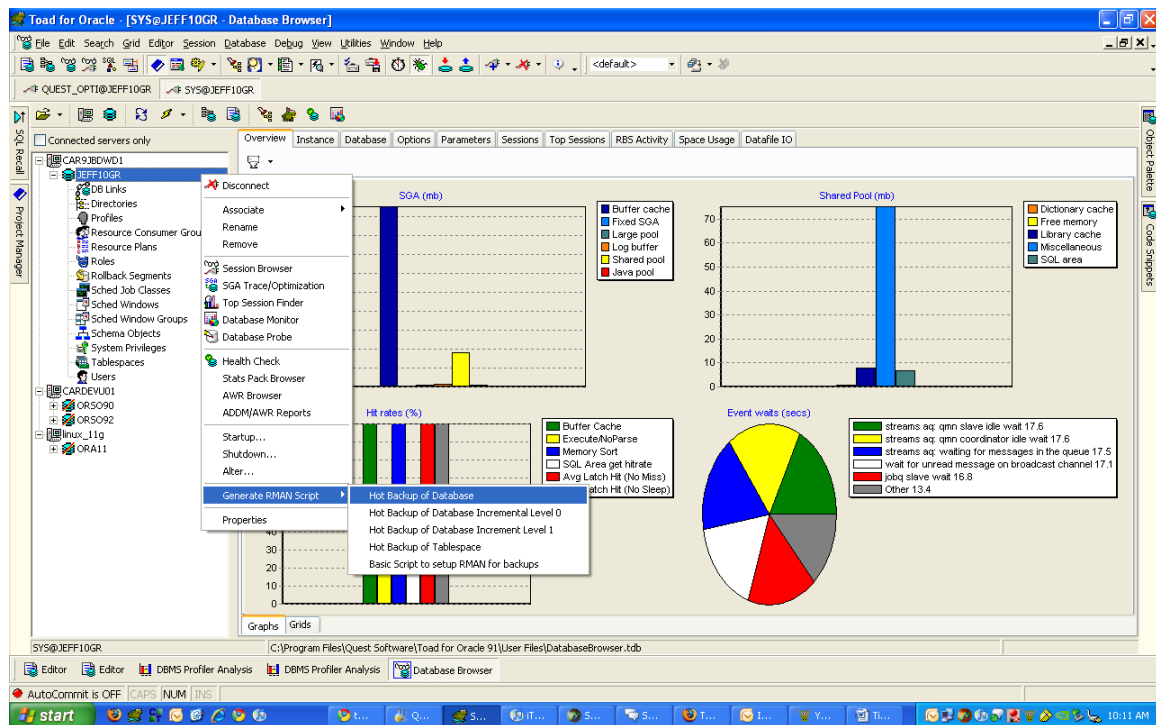 Toad for Oracle - [SYS@JEFF10GR - Database Browser]
File Edit Search Grid Editor Session Database Debug View Utilities Window Help
<default>
QUEST_OPTI@JEFF10GR SYS@JEFF10GR
SQL Recall
Project Manager
Object Palette
Code Snippets
Connected servers only
CAR9JBDWD1
JEFF10GR
DB Links
Directories
Profiles
Resource Consumer Grou
Resource Plans
Roles
Rollback Segments
Sched Job Classes
Sched Windows
Sched Window Groups
Schema Objects
System Privileges
Tablespaces
Users
CARDEVU01
ORSO90
ORSO92
linux_11g
ORA11
Overview Instance Database Options Parameters Sessions Top Sessions RBS Activity Space Usage Datafile IO
Disconnect
Associate
Rename
Remove
Session Browser
SGA Trace/Optimization
Top Session Finder
Database Monitor
Database Probe
Health Check
Stats Pack Browser
AWR Browser
ADDM/AWR Reports
Startup...
Shutdown...
Alter...
Generate RMAN Script
Properties
Hot Backup of Database
Hot Backup of Database Incremental Level 0
Hot Backup of Database Increment Level 1
Hot Backup of Tablespace
Basic Script to setup RMAN for backups
SGA (mb)
Buffer cache
Fixed SGA
Large pool
Log buffer
Shared pool
Java pool
Shared Pool (mb)
70
60
50
40
30
20
10
0
Dictionary cache
Free memory
Library cache
Miscellaneous
SQL area
Hit rates (%)
40
30
20
10
0
Buffer Cache
Execute/NoParse
Memory Sort
SQL Area get hitrate
Avg Latch Hit (No Miss)
atch Hit (No Sleep)
Event waits (secs)
streams aq: qmn slave idle wait 17.6
streams aq: qmn coordinator idle wait 17.6
streams aq: waiting for messages in the queue 17.5
wait for unread message on broadcast channel 17.1
jobq slave wait 16.8
Other 13.4
Graphs Grids
SYS@JEFF10GR C:\Program Files\Quest Software\Toad for Oracle 91\User Files\DatabaseBrowser.tdb
Editor Editor DBMS Profiler Analysis DBMS Profiler Analysis Database Browser
AutoCommit is OFF CAPS NUM INS
start t... Q... S... iT... S... S... T... I... Y... Ti... 10:11 AM